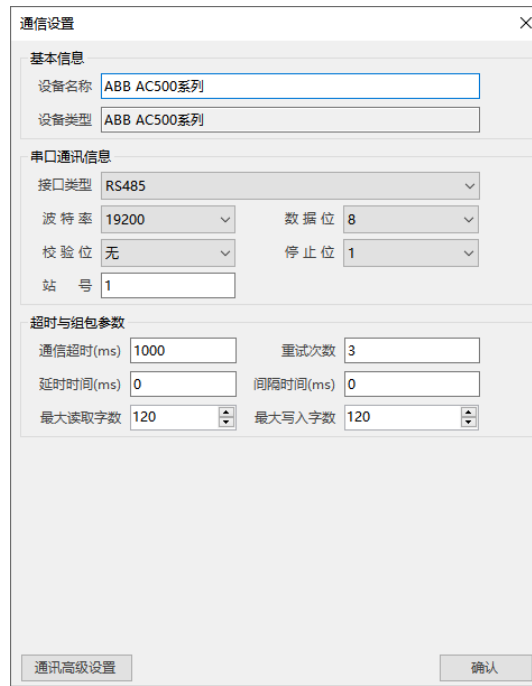 通信设置
基本信息
设备名称 ABB AC500系列
设备类型 ABB AC500系列
串口通讯信息
接口类型 RS485
波特率 19200 数据位 8
校验位 无 停止位 1
站号 1
超时与组包参数
通信超时(ms) 1000 重试次数 3
延时时间(ms) 0 间隔时间(ms) 0
最大读取字数 120 最大写入字数 120
通讯高级设置 确认